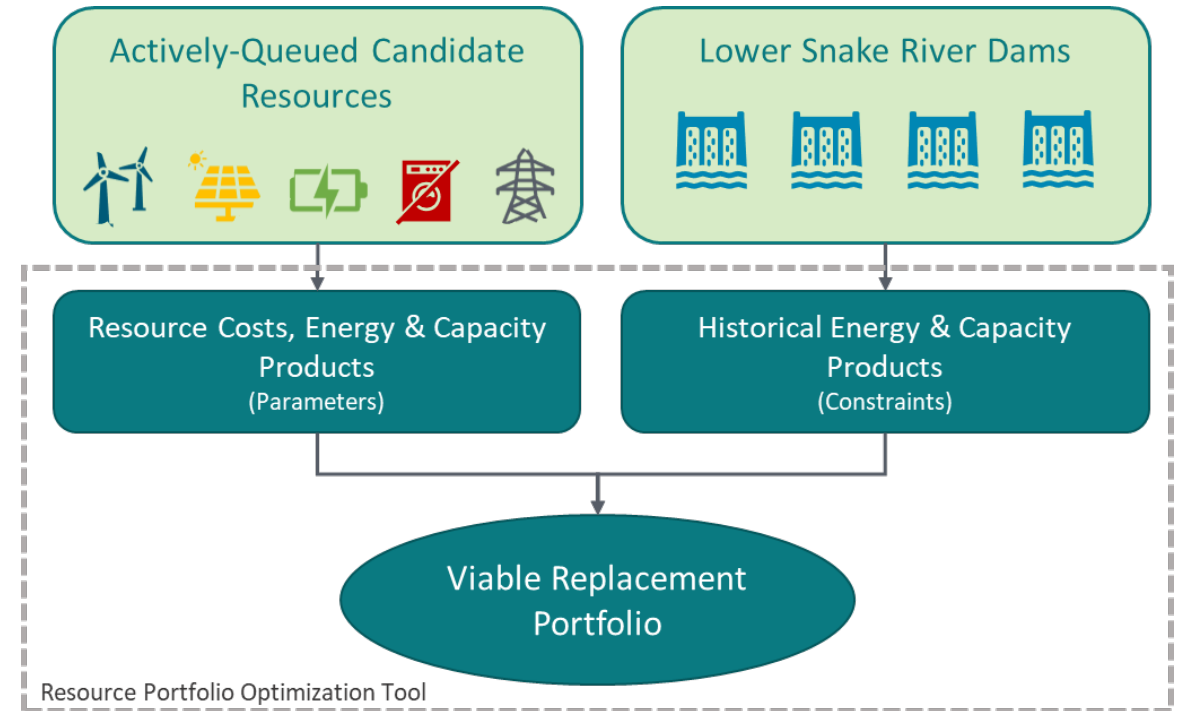 Actively-Queued Candidate
Resources
Lower Snake River Dams
Resource Costs, Energy & Capacity
Products
(Parameters)
Historical Energy & Capacity
Products
(Constraints)
Viable Replacement
Portfolio
Resource Portfolio Optimization Tool